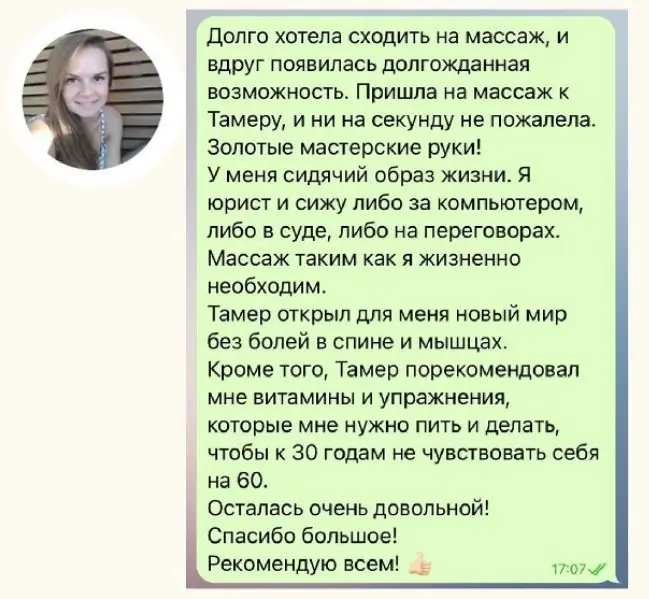 Долго хотела сходить на массаж, и
вдруг появилась долгожданная
возможность. Пришла на массаж к
Тамеру, и ни на секунду не пожалела.
Золотые мастерские руки!
У меня сидячий образ жизни. Я
юрист и сижу либо за компьютером,
либо в суде, либо на переговорах.
Массаж таким как я жизненно
необходим.
Тамер открыл для меня новый мир
без болей в спине и мышцах.
Кроме того, Тамер порекомендовал
мне витамины и упражнения,
которые мне нужно пить и делать,
чтобы к 30 годам не чувствовать себя
на 60.
Осталась очень довольной!
Спасибо большое!
Рекомендую всем! 👍🏻
17:07